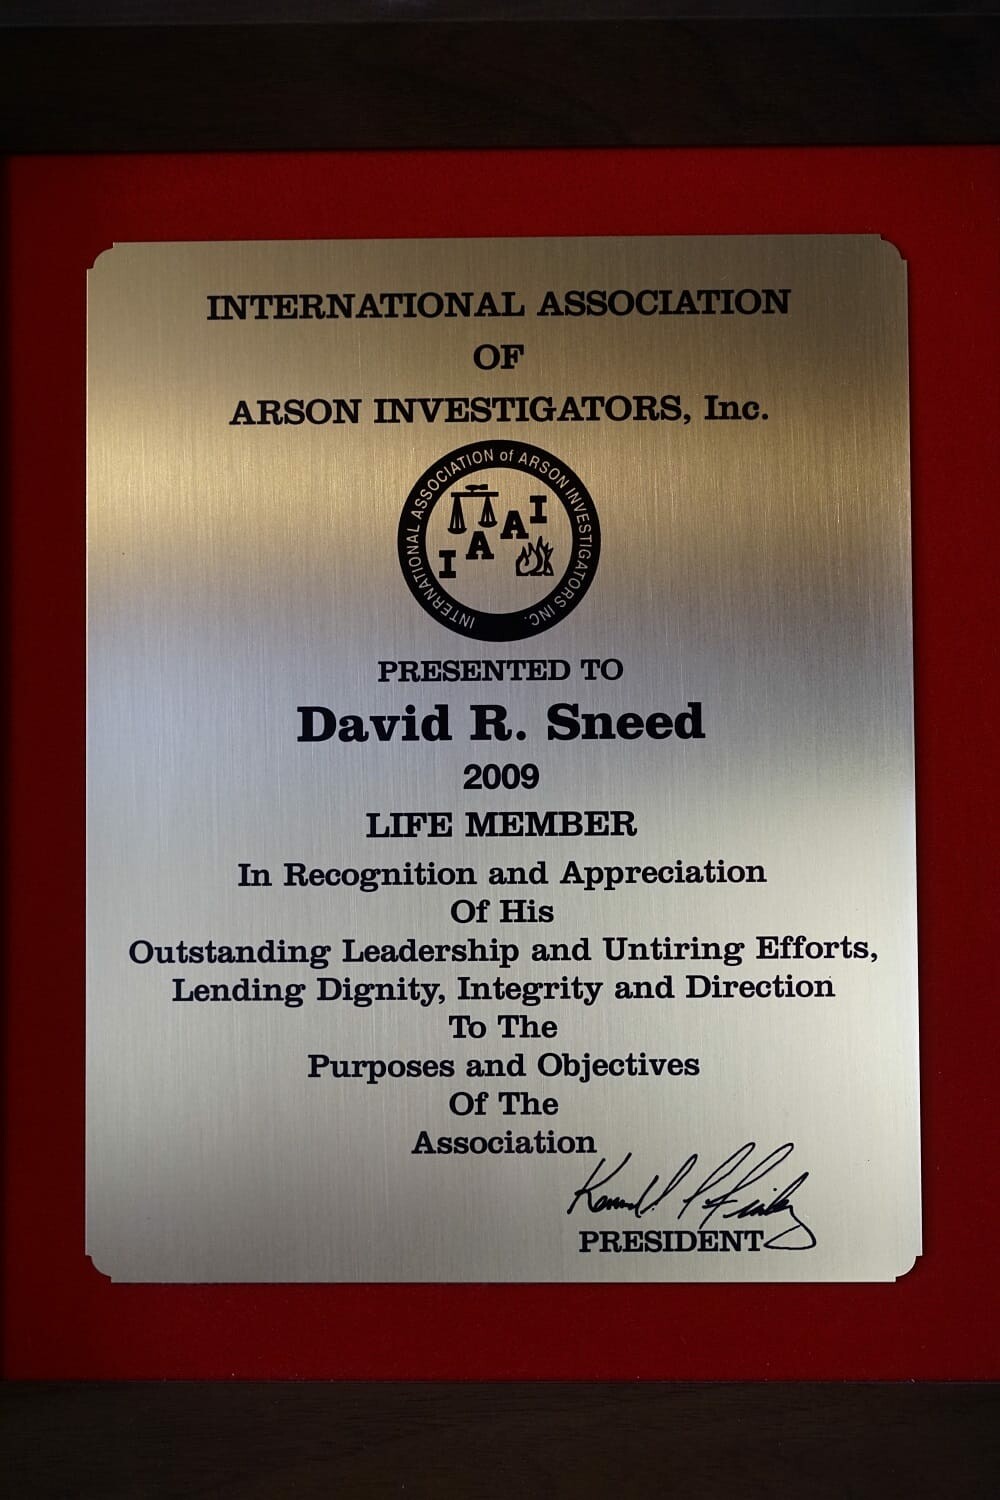 INTERNATIONAL ASSOCIATION
OF
ARSON INVESTIGATORS, Inc.
INTERNATIONAL ASSOCIATION of ARSON INVESTIGATORS INC.
I A A I
PRESENTED TO
David R. Sneed
2009
LIFE MEMBER
In Recognition and Appreciation
Of His
Outstanding Leadership and Untiring Efforts,
Lending Dignity, Integrity and Direction
To The
Purposes and Objectives
Of The
Association
PRESIDENT